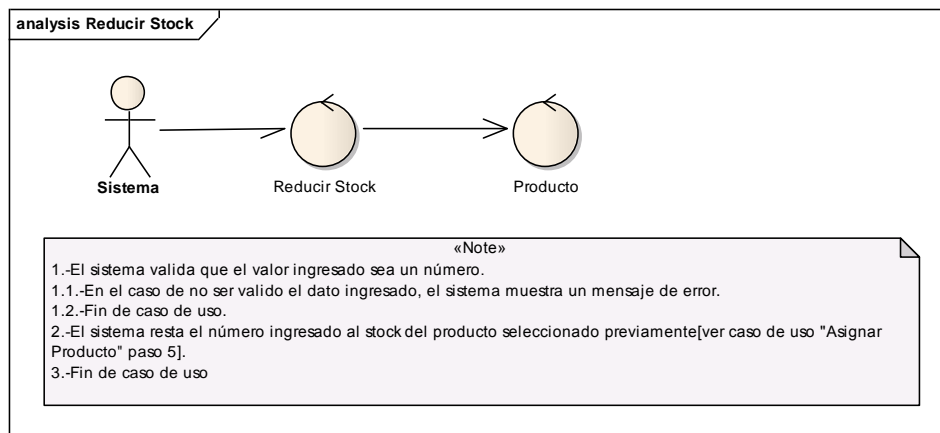 analysis Reducir Stock
Sistema
Reducir Stock
Producto
«Note»
1.-El sistema valida que el valor ingresado sea un número.
1.1.-En el caso de no ser valido el dato ingresado, el sistema muestra un mensaje de error.
1.2.-Fin de caso de uso.
2.-El sistema resta el número ingresado al stock del producto seleccionado previamente[ver caso de uso "Asignar
Producto" paso 5].
3.-Fin de caso de uso